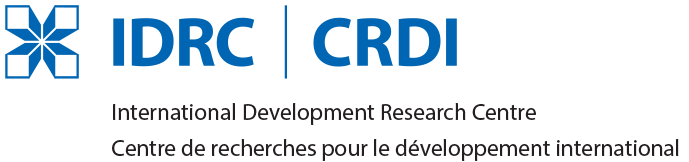 IDRC | CRDI
International Development Research Centre
Centre de recherches pour le développement international